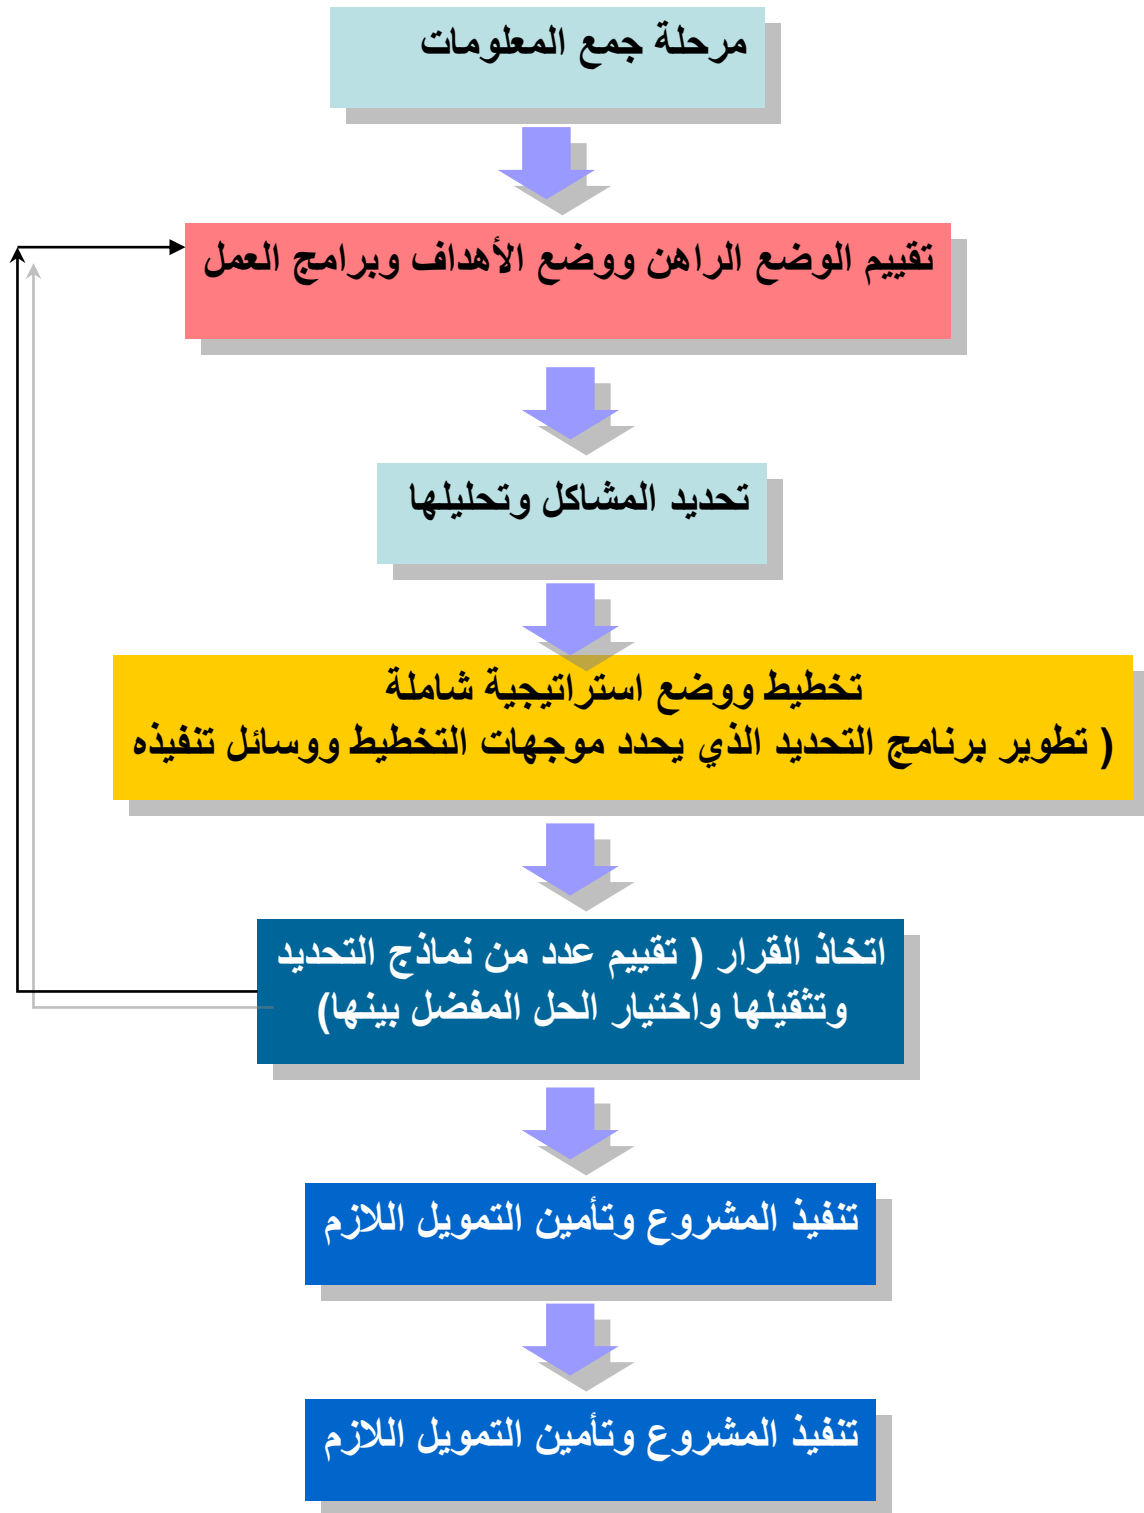 مرحلة جمع المعلومات
تقييم الوضع الراهن ووضع الأهداف وبرامج العمل
تحديد المشاكل وتحليلها
تخطيط ووضع استراتيجية شاملة
( تطوير برنامج التحديد الذي يحدد موجهات التخطيط ووسائل تنفيذه
اتخاذ القرار ( تقييم عدد من نماذج التحديد
وتثقيلها واختيار الحل المفضل بينها)
تنفيذ المشروع وتأمين التمويل اللازم
تنفيذ المشروع وتأمين التمويل اللازم